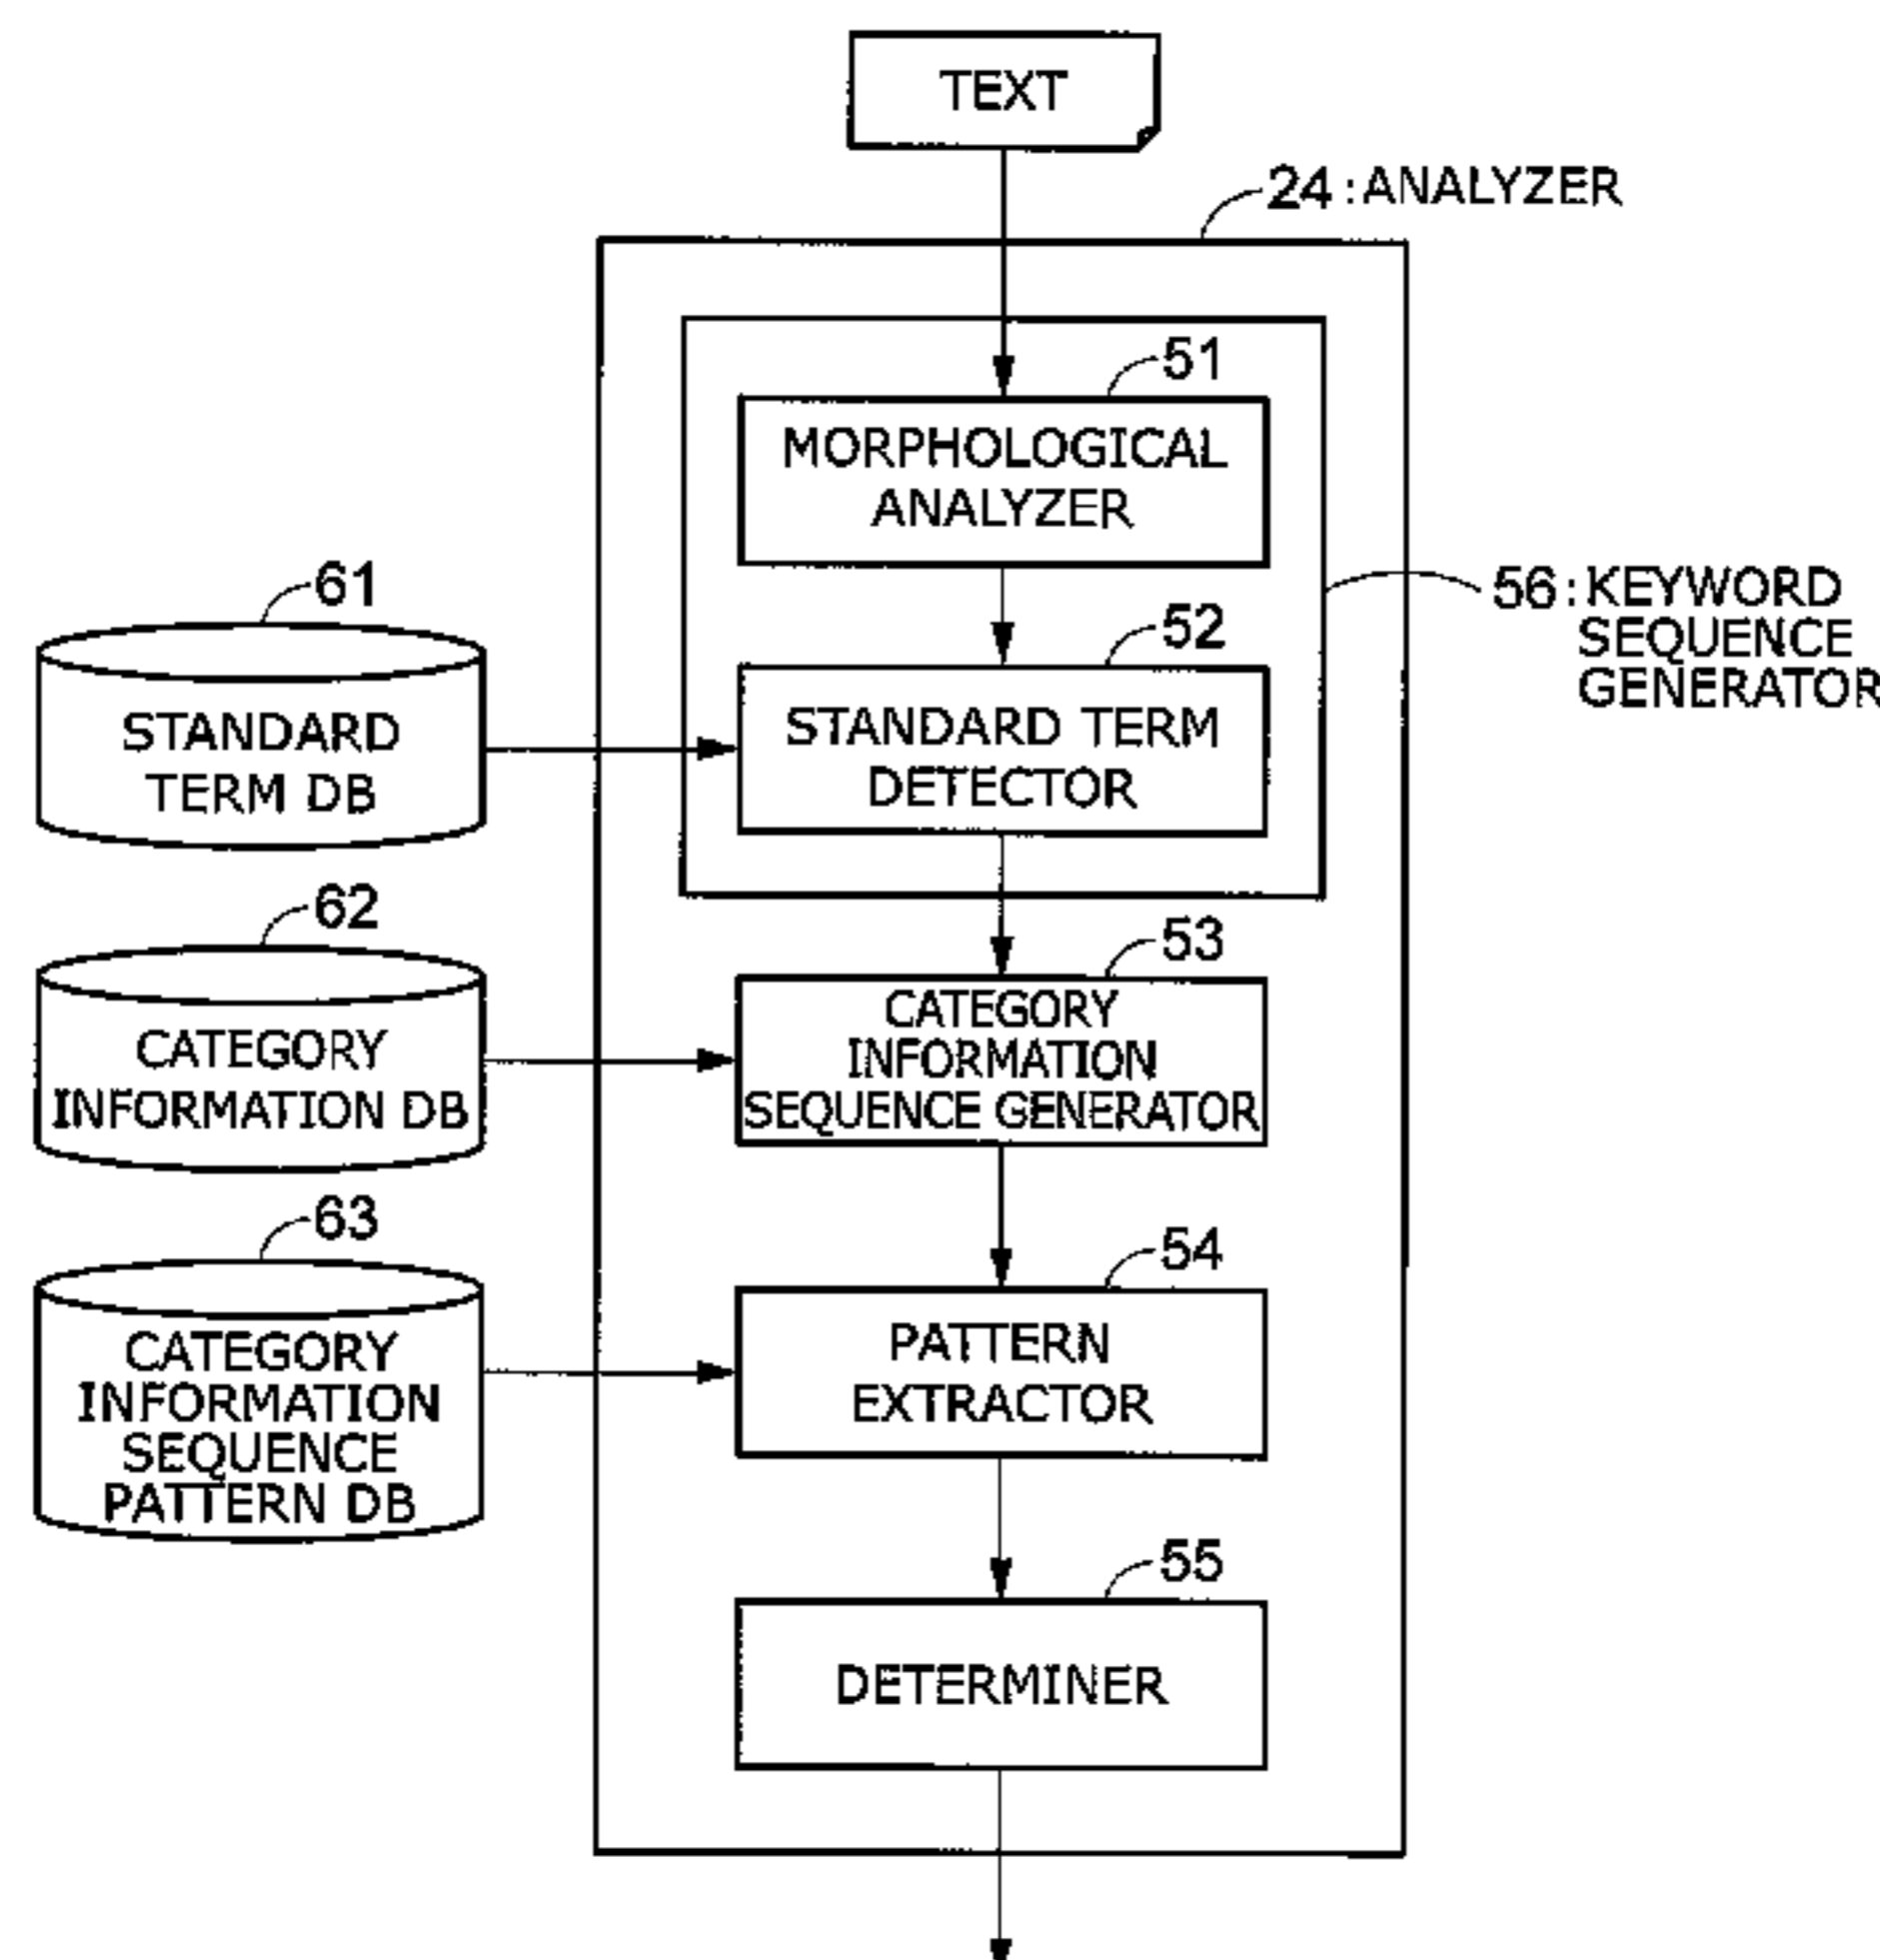 TEXT
24:ANALYZER
51
MORPHOLOGICAL
ANALYZER
56:KEYWORD
SEQUENCE
GENERATOR
61
STANDARD
TERM DB
52
STANDARD TERM
DETECTOR
62
CATEGORY
INFORMATION DB
53
CATEGORY
INFORMATION
SEQUENCE GENERATOR
63
CATEGORY
INFORMATION
SEQUENCE
PATTERN DB
54
PATTERN
EXTRACTOR
55
DETERMINER